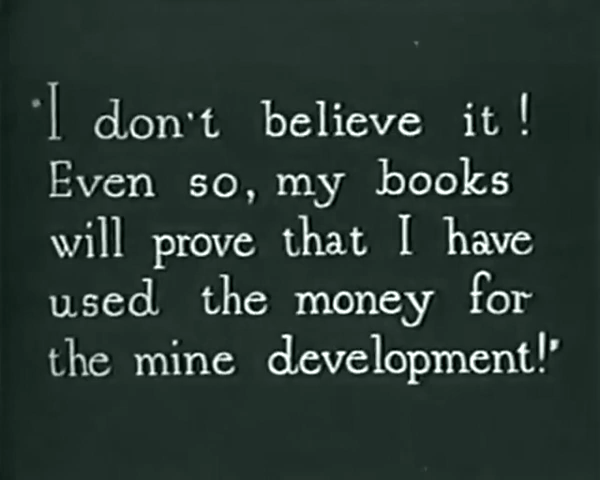 "I don't believe it!
Even so, my books
will prove that I have
used the money for
the mine development!"